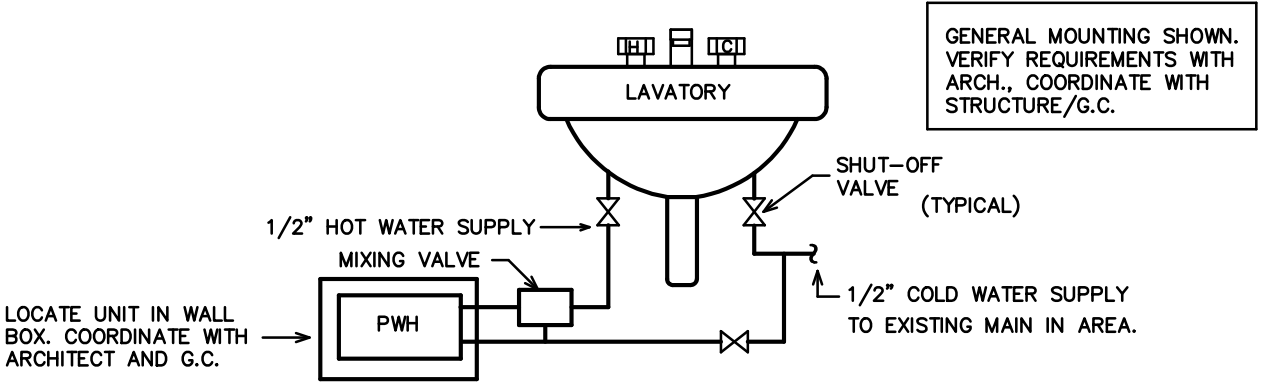 GENERAL MOUNTING SHOWN.
VERIFY REQUIREMENTS WITH
ARCH., COORDINATE WITH
STRUCTURE/G.C.
H
C
LAVATORY
SHUT-OFF
VALVE
(TYPICAL)
1/2" HOT WATER SUPPLY
MIXING VALVE
1/2" COLD WATER SUPPLY
TO EXISTING MAIN IN AREA.
LOCATE UNIT IN WALL
BOX. COORDINATE WITH
ARCHITECT AND G.C.
PWH